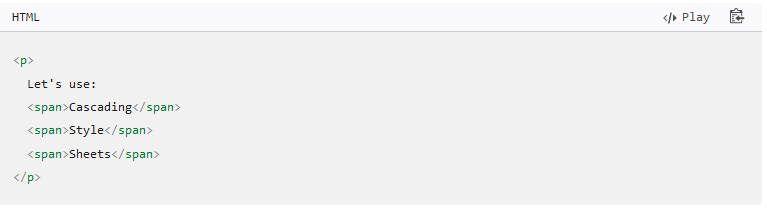 HTML
</> Play
<p>
Let's use:
<span>Cascading</span>
<span>Style</span>
<span>Sheets</span>
</p>